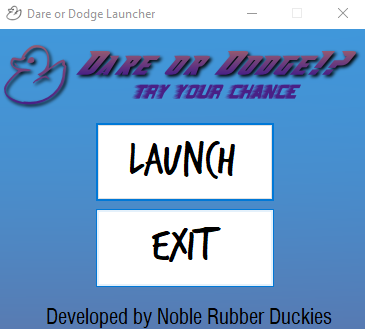 Dare or Dodge Launcher
Dare or Dodge!?
Try your chance
LAUNCH
EXIT
Developed by Noble Rubber Duckies